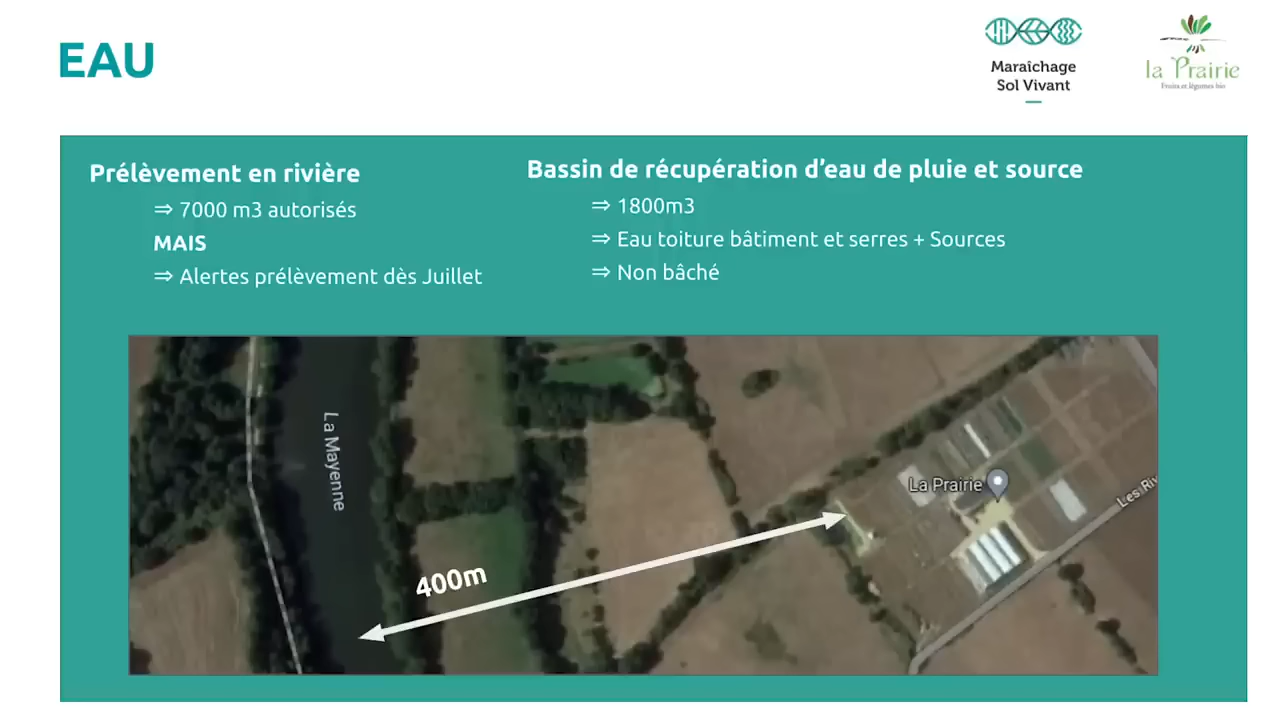 EAU
Maraîchage
Sol Vivant
la Prairie
Fruits et légumes bio
Prélèvement en rivière
⇒ 7000 m3 autorisés
MAIS
⇒ Alertes prélèvement dès Juillet
Bassin de récupération d’eau de pluie et source
⇒ 1800m3
⇒ Eau toiture bâtiment et serres + Sources
⇒ Non bâché
La Mayenne
400m
La Prairie
Les Riv